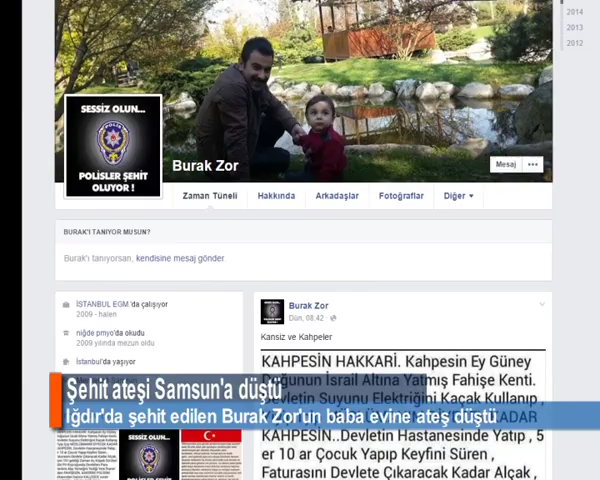 2014
2013
2012
SESSİZ OLUN...
POLİS
POLİSLER ŞEHİT
OLUYOR !
Burak Zor
Mesaj
Zaman Tüneli
Hakkında
Arkadaşlar
Fotoğraflar
Diğer
BURAK'I TANIYOR MUSUN?
Burak'ı tanıyorsan, kendisine mesaj gönder.
İSTANBUL EGM'da çalışıyor
2009 - halen
niğde pmyo'da okudu
2009 yılında mezun oldu
İstanbul'da yaşıyor
Burak Zor
Dün, 08:42
Kansiz ve Kahpeler
KAHPESİN HAKKARİ. Kahpesin Ey Güney
Doğunun İsrail Altına Yatmış Fahişe Kenti.
Devletin Suyunu Elektriğini Kaçak Kullanıp ,
KADAR
KAHPESİN..Devletin Hastanesinde Yatıp , 5
er 10 ar Çocuk Yapıp Keyfini Süren ,
Faturasını Devlete Çıkaracak Kadar Alçak ,
Şehit ateşi Samsun'a düştü
Iğdır'da şehit edilen Burak Zor'un baba evine ateş düştü
SESSİZ OLUN...